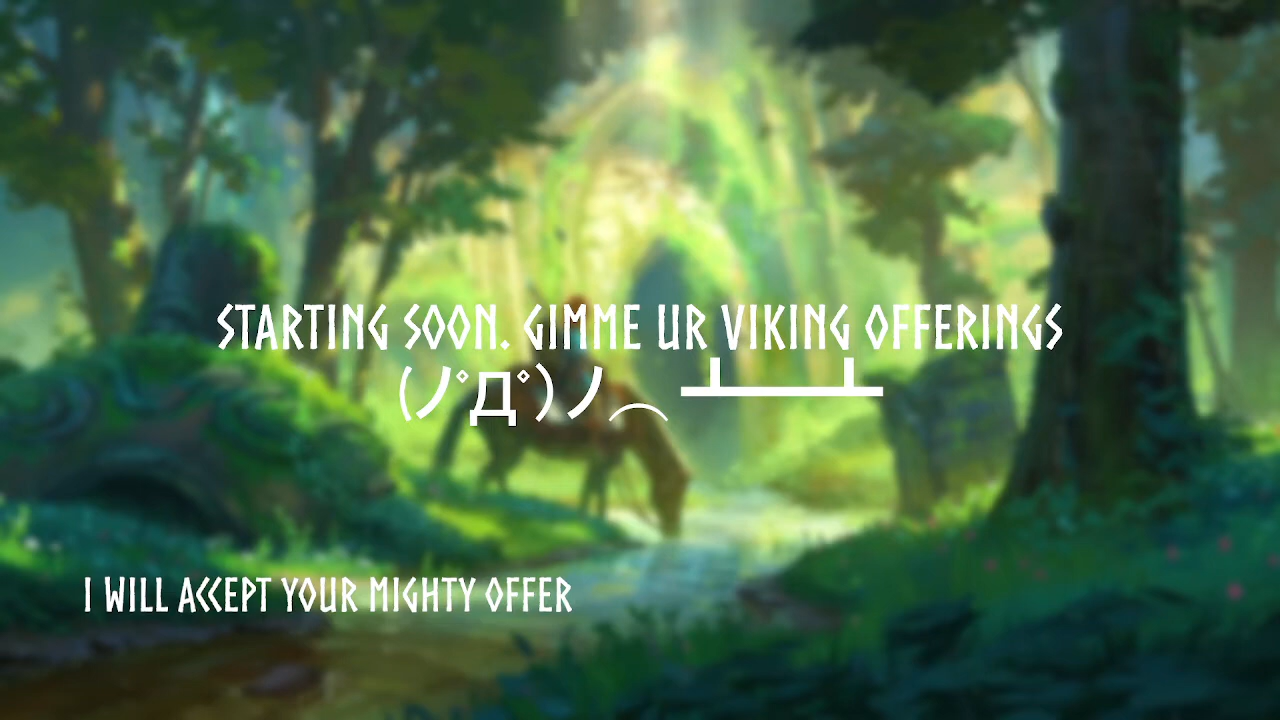 STARTING SOON. GIMME UR VIKING OFFERINGS
(ノ゚Д゚)ノ︵ ┻━┻
I WILL ACCEPT YOUR MIGHTY OFFER